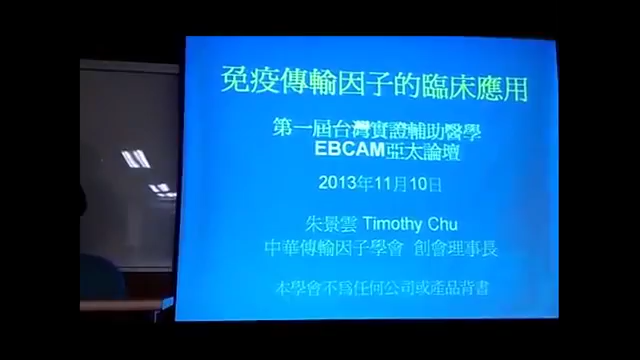 免疫傳輸因子的臨床應用
第一屆台灣實證輔助醫學
EBCAM亞太論壇
2013年11月10日
朱景雲 Timothy Chu
中華傳輸因子學會 創會理事長
本學會不為任何公司或產品背書